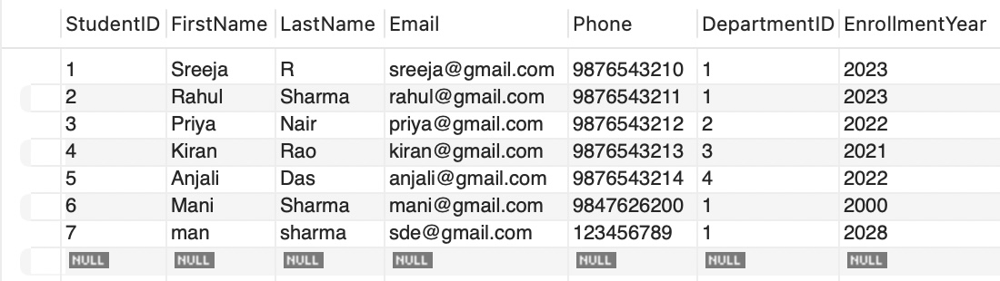 StudentID FirstName LastName Email Phone DepartmentID EnrollmentYear
1 Sreeja R sreeja@gmail.com 9876543210 1 2023
2 Rahul Sharma rahul@gmail.com 9876543211 1 2023
3 Priya Nair priya@gmail.com 9876543212 2 2022
4 Kiran Rao kiran@gmail.com 9876543213 3 2021
5 Anjali Das anjali@gmail.com 9876543214 4 2022
6 Mani Sharma mani@gmail.com 9847626200 1 2000
7 man sharma sde@gmail.com 123456789 1 2028
NULL NULL NULL NULL NULL NULL NULL